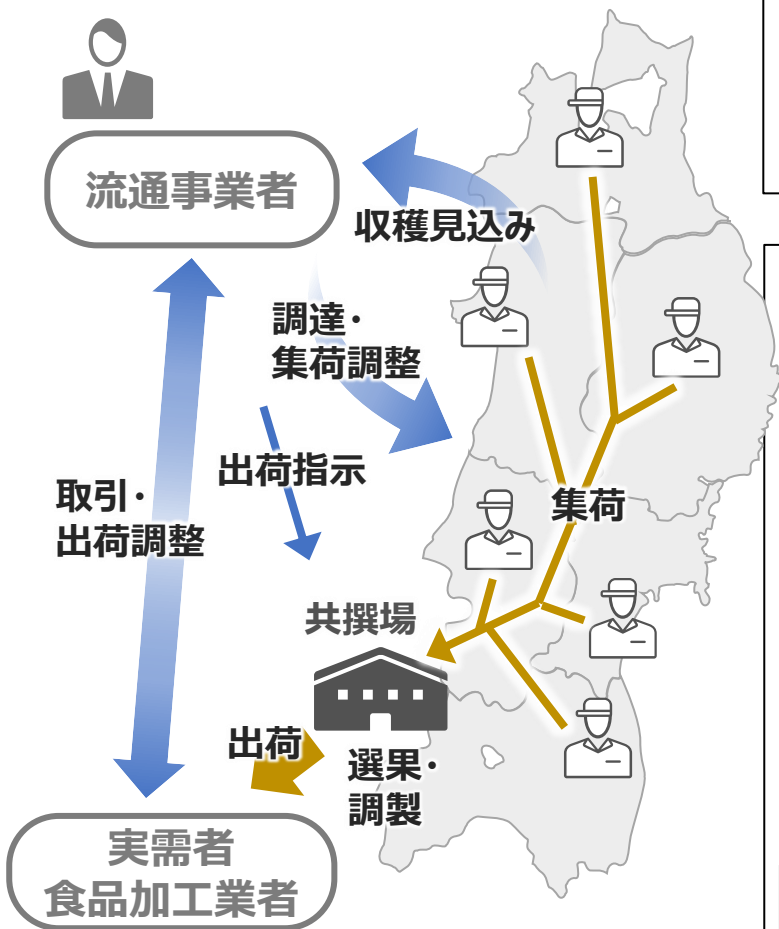 流通事業者
収穫見込み
調達・
集荷調整
出荷指示
取引・
出荷調整
集荷
共撰場
出荷
選果・
調製
実需者
食品加工業者